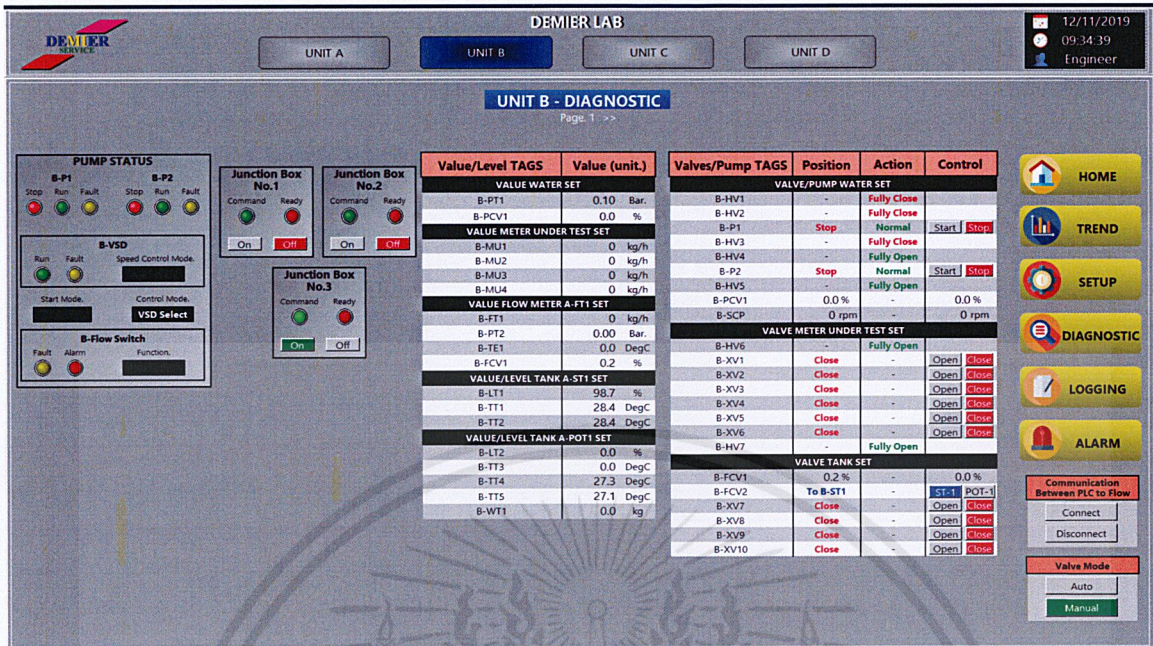 DEMIER
SERVICE
DEMIER LAB
UNIT A
UNIT B
UNIT C
UNIT D
12/11/2019
09:34:39
Engineer
UNIT B - DIAGNOSTIC
Page. 1 >>
PUMP STATUS
B-P1 B-P2
Stop Run Fault Stop Run Fault
B-VSD
Run Fault Speed Control Mode.
Start Mode. Control Mode.
VSD Select
B-Flow Switch
Fault Alarm Function.
Junction Box
No.1
Command Ready
On Off
Junction Box
No.2
Command Ready
On Off
Junction Box
No.3
Command Ready
On Off
Value/Level TAGS Value (unit.)
VALUE WATER SET
B-PT1 0.10 Bar.
B-PCV1 0.0 %
VALUE METER UNDER TEST SET
B-MU1 0 kg/h
B-MU2 0 kg/h
B-MU3 0 kg/h
B-MU4 0 kg/h
VALUE FLOW METER A-FT1 SET
B-FT1 0 kg/h
B-PT2 0.00 Bar.
B-TE1 0.0 DegC
B-FCV1 0.2 %
VALUE/LEVEL TANK A-ST1 SET
B-LT1 98.7 %
B-TT1 28.4 DegC
B-TT2 28.4 DegC
VALUE/LEVEL TANK A-POT1 SET
B-LT2 0.0 %
B-TT3 0.0 DegC
B-TT4 27.3 DegC
B-TT5 27.1 DegC
B-WT1 0.0 kg
Valves/Pump TAGS Position Action Control
VALVE/PUMP WATER SET
B-HV1 - Fully Close
B-HV2 - Fully Close
B-P1 Stop Normal Start Stop
B-HV3 - Fully Close
B-HV4 - Fully Open
B-P2 Stop Normal Start Stop
B-HV5 - Fully Open
B-PCV1 0.0 % - 0.0 %
B-SCP 0 rpm - 0 rpm
VALVE METER UNDER TEST SET
B-HV6 - Fully Open
B-XV1 Close - Open Close
B-XV2 Close - Open Close
B-XV3 Close - Open Close
B-XV4 Close - Open Close
B-XV5 Close - Open Close
B-XV6 Close - Open Close
B-HV7 - Fully Open
VALVE TANK SET
B-FCV1 0.2 % - 0.0 %
B-FCV2 To B-ST1 - ST-1 POT-1
B-XV7 Close - Open Close
B-XV8 Close - Open Close
B-XV9 Close - Open Close
B-XV10 Close - Open Close
HOME
TREND
SETUP
DIAGNOSTIC
LOGGING
ALARM
Communication
Between PLC to Flow
Connect
Disconnect
Valve Mode
Auto
Manual